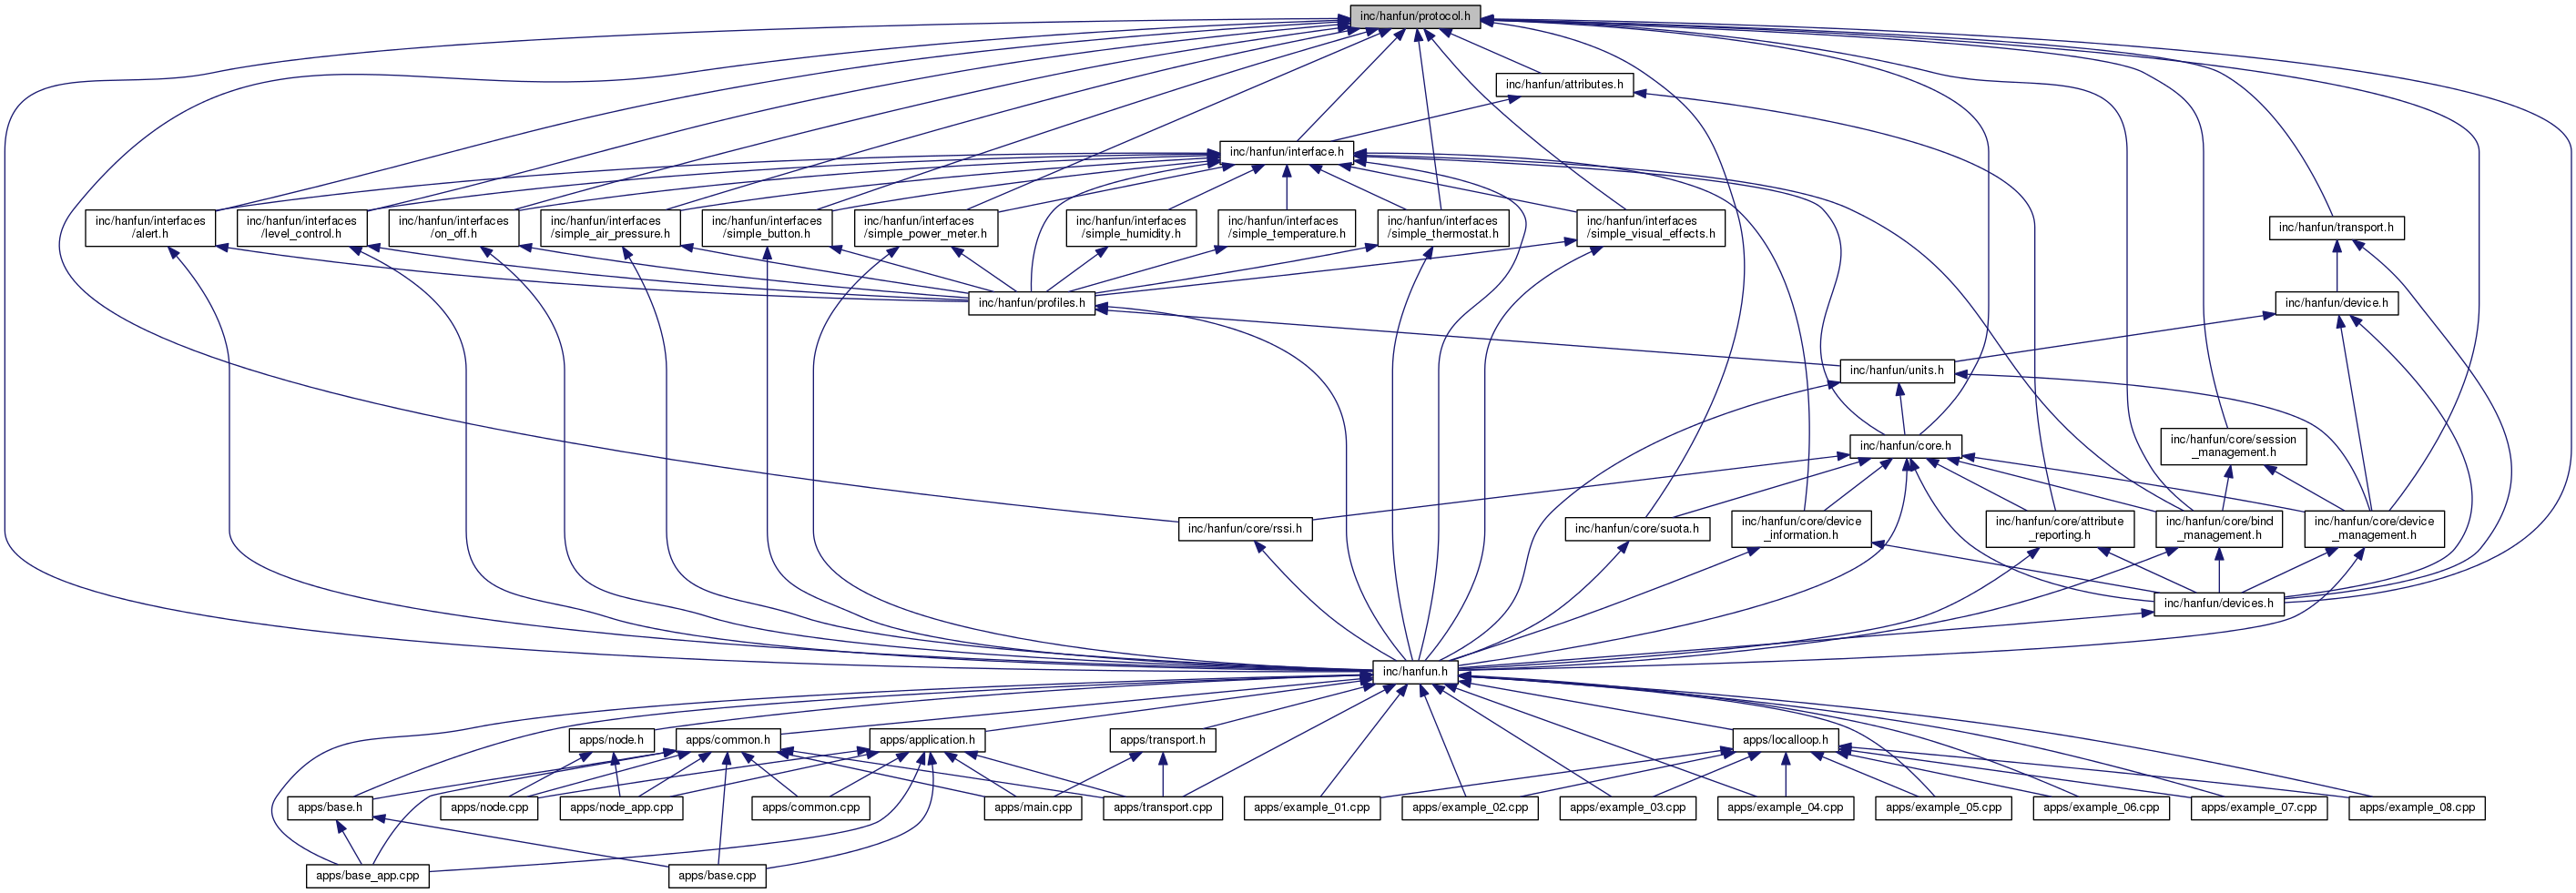 inc/hanfun/protocol.h
inc/hanfun/attributes.h
inc/hanfun/interface.h
inc/hanfun/interfaces
/alert.h
inc/hanfun/interfaces
/level_control.h
inc/hanfun/interfaces
/on_off.h
inc/hanfun/interfaces
/simple_air_pressure.h
inc/hanfun/interfaces
/simple_button.h
inc/hanfun/interfaces
/simple_power_meter.h
inc/hanfun/interfaces
/simple_humidity.h
inc/hanfun/interfaces
/simple_temperature.h
inc/hanfun/interfaces
/simple_thermostat.h
inc/hanfun/interfaces
/simple_visual_effects.h
inc/hanfun/transport.h
inc/hanfun/profiles.h
inc/hanfun/device.h
inc/hanfun/units.h
inc/hanfun/core.h
inc/hanfun/core/session
_management.h
inc/hanfun/core/rssi.h
inc/hanfun/core/suota.h
inc/hanfun/core/device
_information.h
inc/hanfun/core/attribute
_reporting.h
inc/hanfun/core/bind
_management.h
inc/hanfun/core/device
_management.h
inc/hanfun/devices.h
inc/hanfun.h
apps/node.h
apps/common.h
apps/application.h
apps/transport.h
apps/localloop.h
apps/base.h
apps/node.cpp
apps/node_app.cpp
apps/common.cpp
apps/main.cpp
apps/transport.cpp
apps/example_01.cpp
apps/example_02.cpp
apps/example_03.cpp
apps/example_04.cpp
apps/example_05.cpp
apps/example_06.cpp
apps/example_07.cpp
apps/example_08.cpp
apps/base_app.cpp
apps/base.cpp